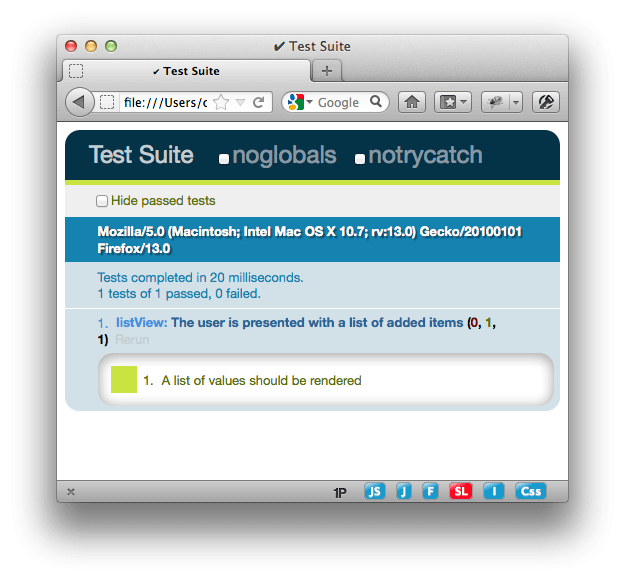 ✔ Test Suite
✔ Test Suite
file:///Users/c
Google
Test Suite noglobals notrycatch
Hide passed tests
Mozilla/5.0 (Macintosh; Intel Mac OS X 10.7; rv:13.0) Gecko/20100101
Firefox/13.0
Tests completed in 20 milliseconds.
1 tests of 1 passed, 0 failed.
1. listView: The user is presented with a list of added items (0, 1,
1) Rerun
1. A list of values should be rendered
1P JS J F SL I Css